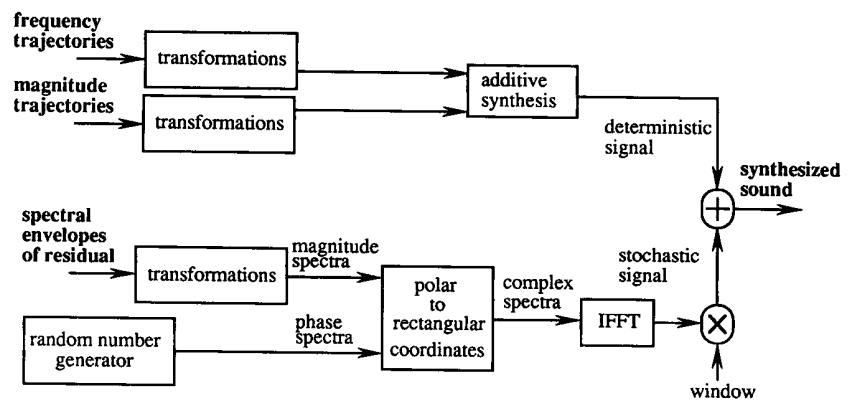 frequency
trajectories
transformations
magnitude
trajectories
transformations
additive
synthesis
deterministic
signal
synthesized
sound
spectral
envelopes
of residual
transformations
magnitude
spectra
random number
generator
phase
spectra
polar
to
rectangular
coordinates
complex
spectra
IFFT
stochastic
signal
window